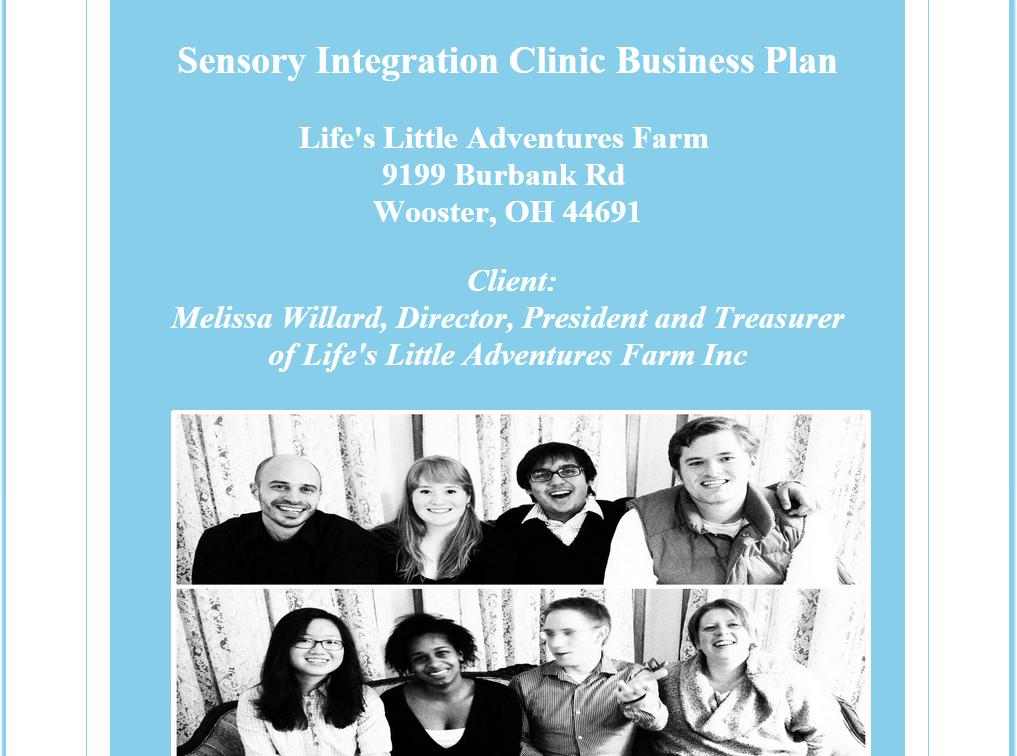 Sensory Integration Clinic Business Plan
Life's Little Adventures Farm
9199 Burbank Rd
Wooster, OH 44691
Client:
Melissa Willard, Director, President and Treasurer
of Life's Little Adventures Farm Inc